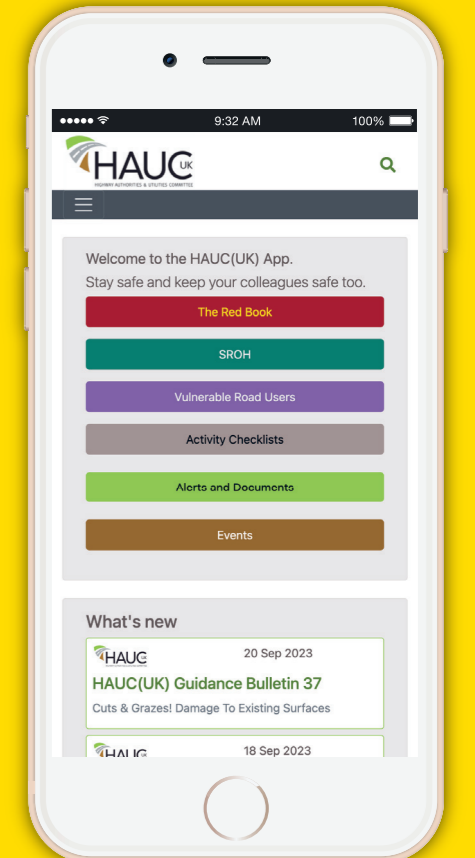 9:32 AM
100%
HAUC UK
HIGHWAY AUTHORITIES & UTILITIES COMMITTEE
Welcome to the HAUC(UK) App.
Stay safe and keep your colleagues safe too.
The Red Book
SROH
Vulnerable Road Users
Activity Checklists
Alerts and Documents
Events
What's new
HAUC UK
20 Sep 2023
HAUC(UK) Guidance Bulletin 37
Cuts & Grazes! Damage To Existing Surfaces
HAUC
18 Sep 2023